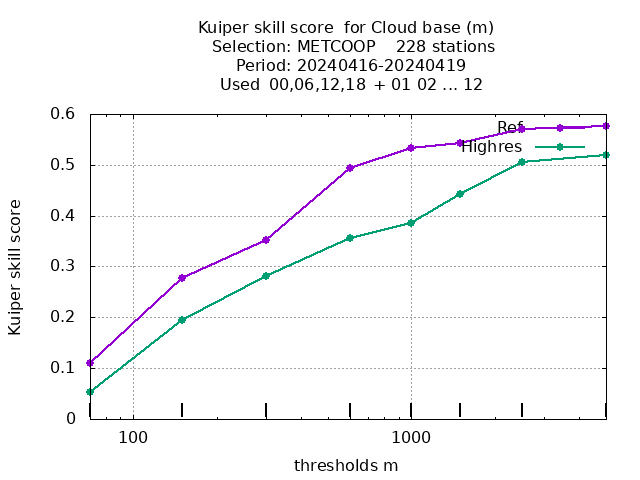 Kuiper skill score  for Cloud base (m)
Selection: METCOOP    228 stations
Period: 20240416-20240419
Used  00,06,12,18  + 01 02 ... 12
Ref
Highres
0.6
0.5
0.4
0.3
0.2
0.1
0
Kuiper skill score
100
1000
thresholds m